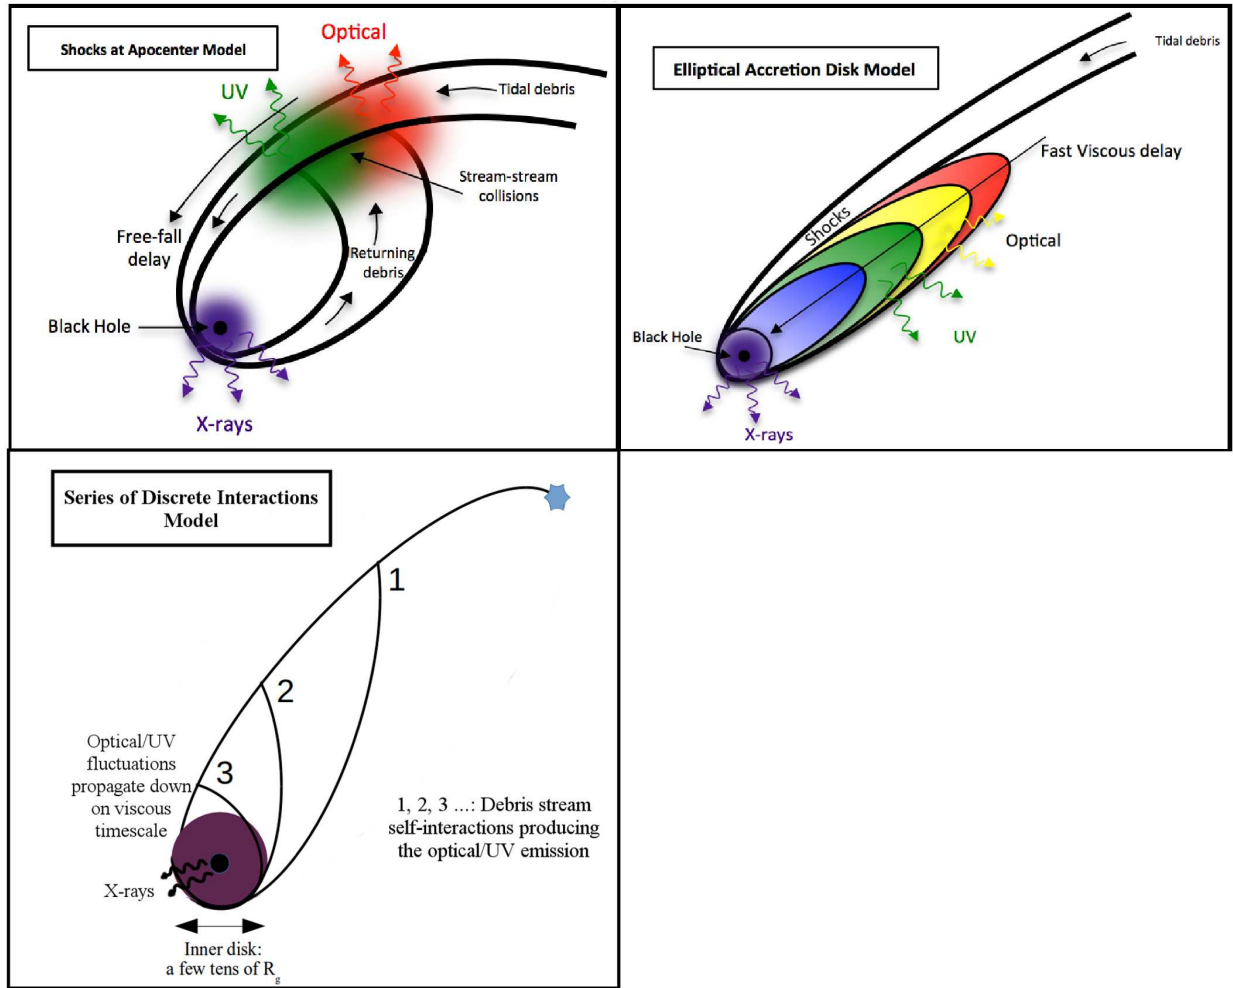 Shocks at Apocenter Model
Optical
UV
Tidal debris
Stream-stream
collisions
Free-fall
delay
Returning
debris
Black Hole
X-rays
Elliptical Accretion Disk Model
Tidal debris
Fast Viscous delay
Shocks
Optical
Black Hole
UV
X-rays
Series of Discrete Interactions
Model
1
2
3
Optical/UV
fluctuations
propagate down
on viscous
timescale
1, 2, 3 ...: Debris stream
self-interactions producing
the optical/UV emission
X-rays
Inner disk:
a few tens of Rg